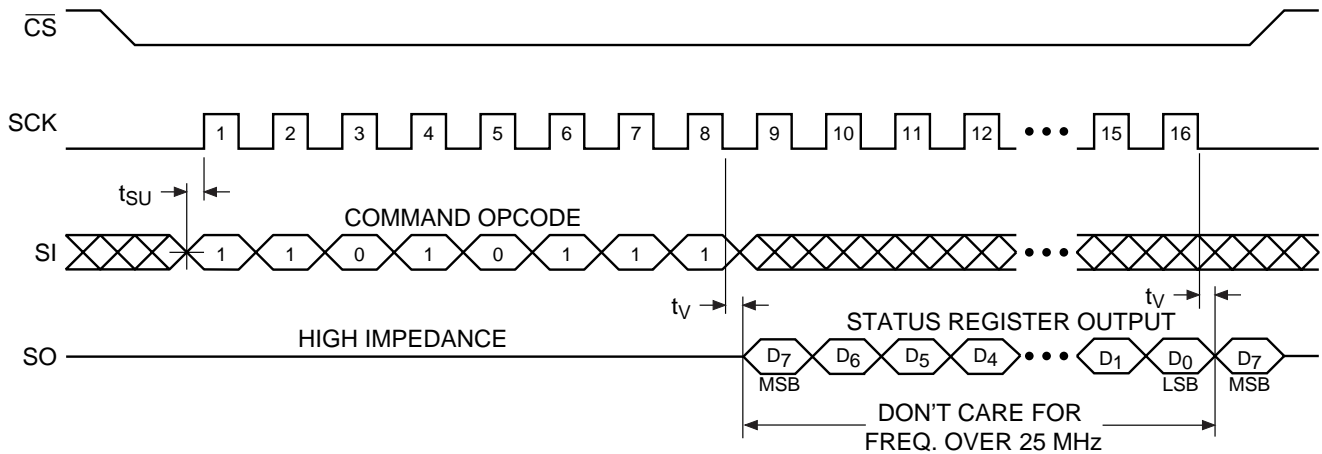 CS
SCK 1 2 3 4 5 6 7 8 9 10 11 12 ••• 15 16
tSU
COMMAND OPCODE
SI 1 1 0 1 0 1 1 1 •••
tV tV
HIGH IMPEDANCE STATUS REGISTER OUTPUT
SO D7 D6 D5 D4 ••• D1 D0 D7
MSB LSB MSB
DON'T CARE FOR
FREQ. OVER 25 MHz